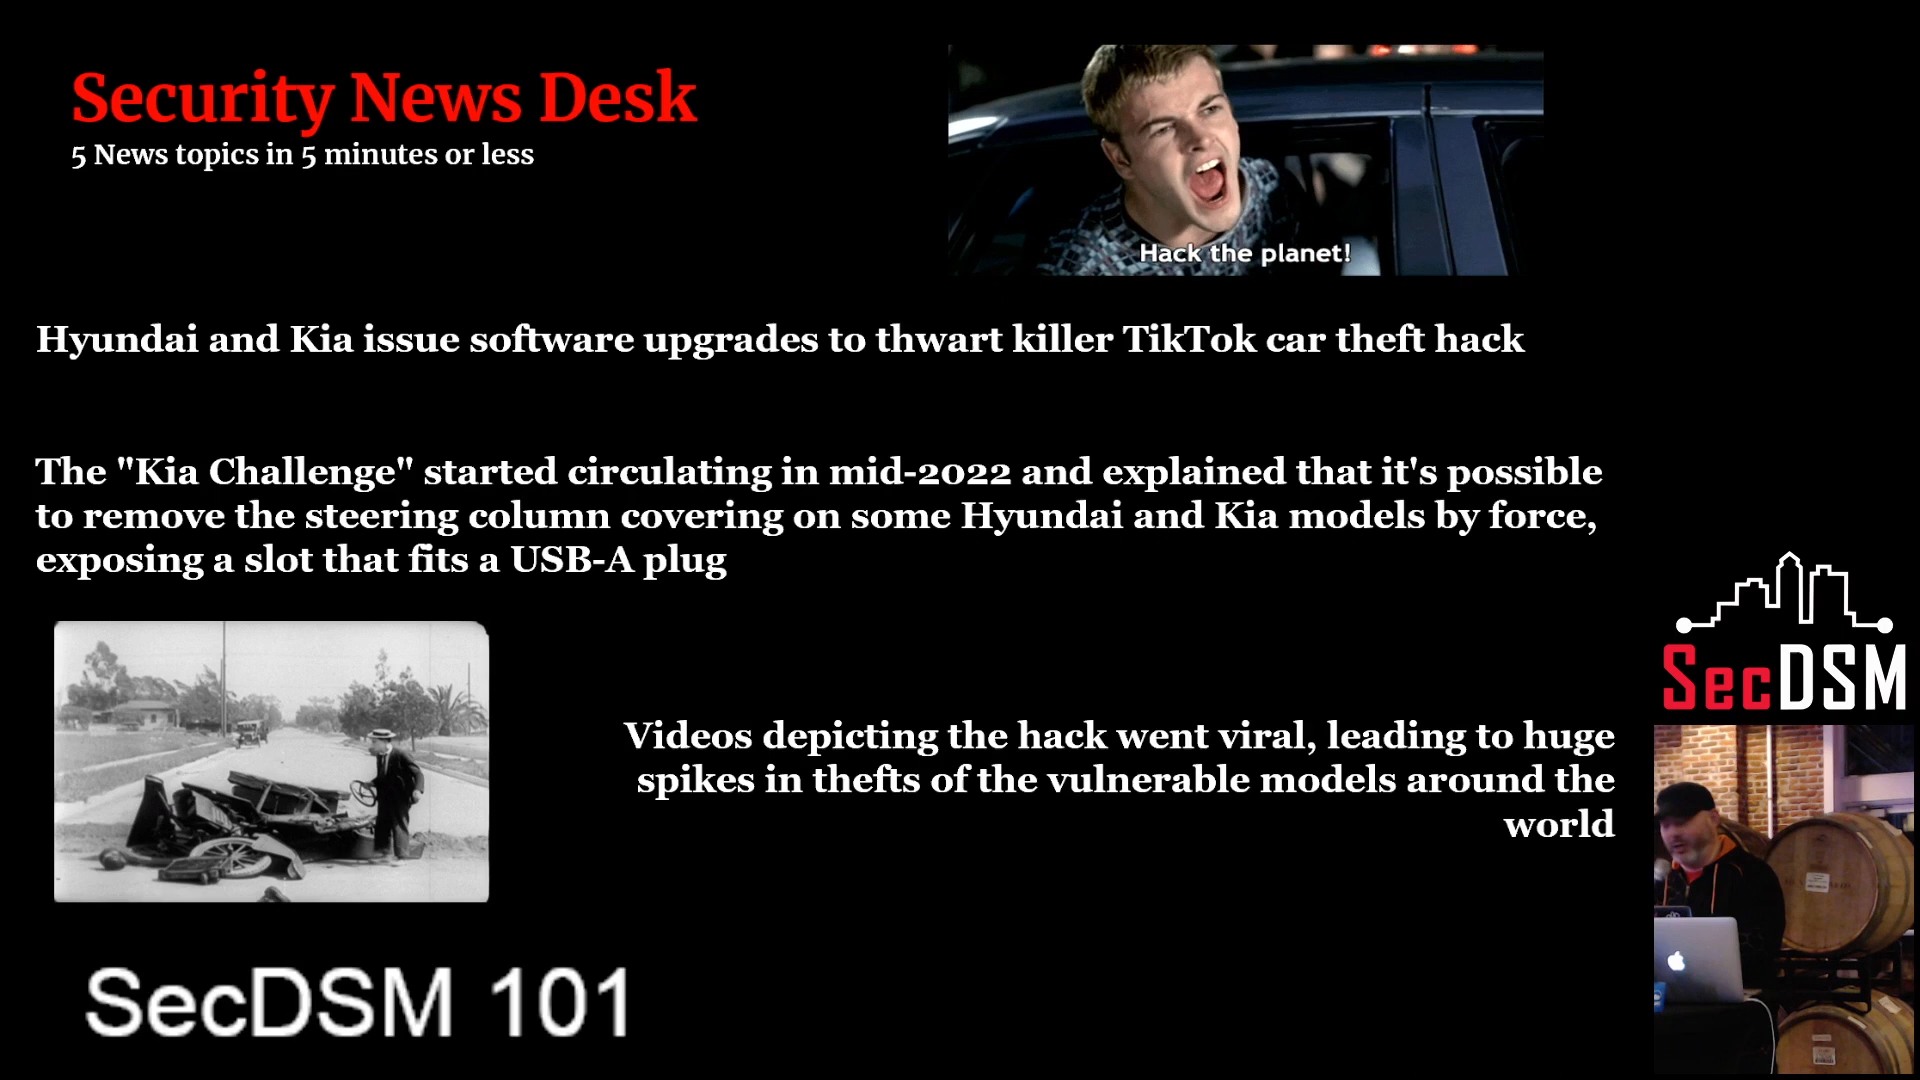 Security News Desk
5 News topics in 5 minutes or less
Hack the planet!
Hyundai and Kia issue software upgrades to thwart killer TikTok car theft hack
The "Kia Challenge" started circulating in mid-2022 and explained that it's possible
to remove the steering column covering on some Hyundai and Kia models by force,
exposing a slot that fits a USB-A plug
Videos depicting the hack went viral, leading to huge
spikes in thefts of the vulnerable models around the
world
SecDSM
SecDSM 101